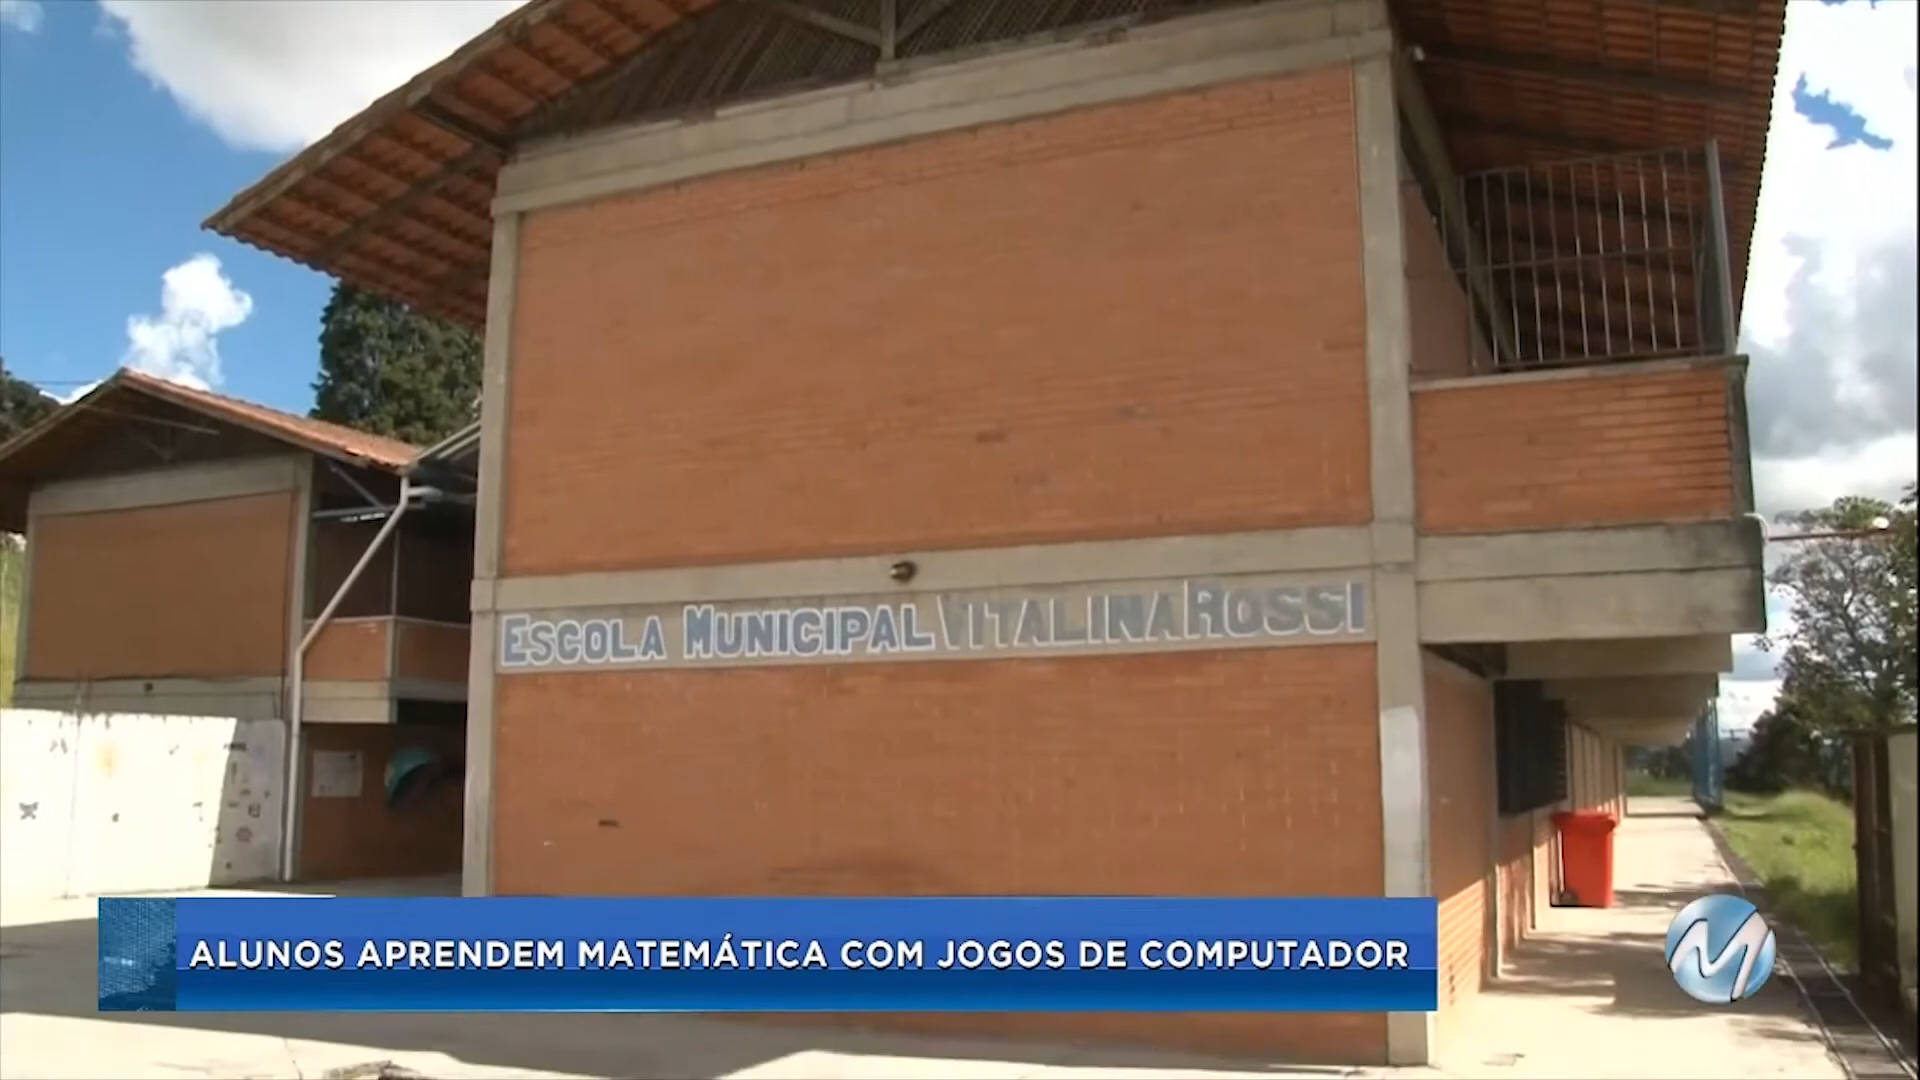 ESCOLA MUNICIPAL VITALINA ROSSI
ALUNOS APRENDEM MATEMÁTICA COM JOGOS DE COMPUTADOR
M